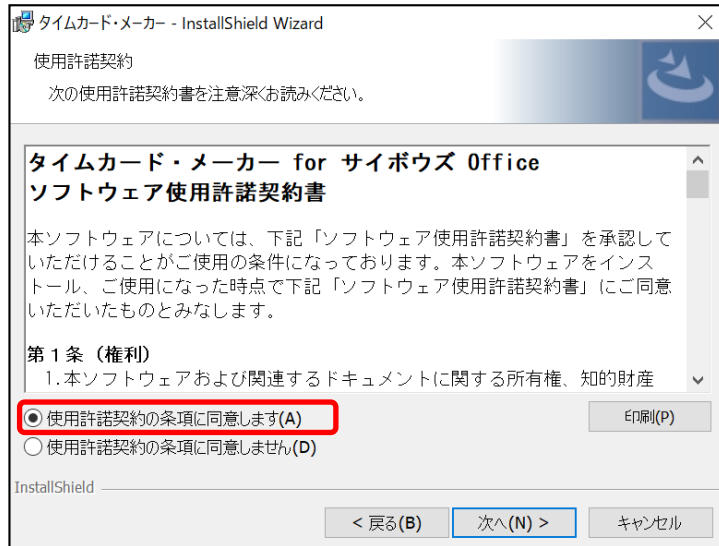 タイムカード・メーカー - InstallShield Wizard
使用許諾契約
次の使用許諾契約書を注意深くお読みください。
タイムカード・メーカー for サイボウズ Office
ソフトウェア使用許諾契約書
本ソフトウェアについては、下記「ソフトウェア使用許諾契約書」を承認して
いただけることがご使用の条件になっております。本ソフトウェアをインス
トール、ご使用になった時点で下記「ソフトウェア使用許諾契約書」にご同意
いただいたものとみなします。
第１条（権利）
1.本ソフトウェアおよび関連するドキュメントに関する所有権、知的財産
使用許諾契約の条項に同意します(A)
印刷(P)
使用許諾契約の条項に同意しません(D)
InstallShield
< 戻る(B)
次へ(N) >
キャンセル